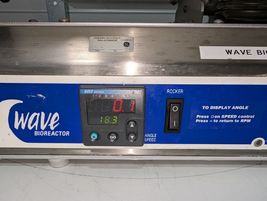 WAVE BIO
wave
BIOREACTOR
0.1
18.3
ROCKER
ANGLE
SPEED
TO DISPLAY ANGLE
Press on SPEED control
Press to return to RPM